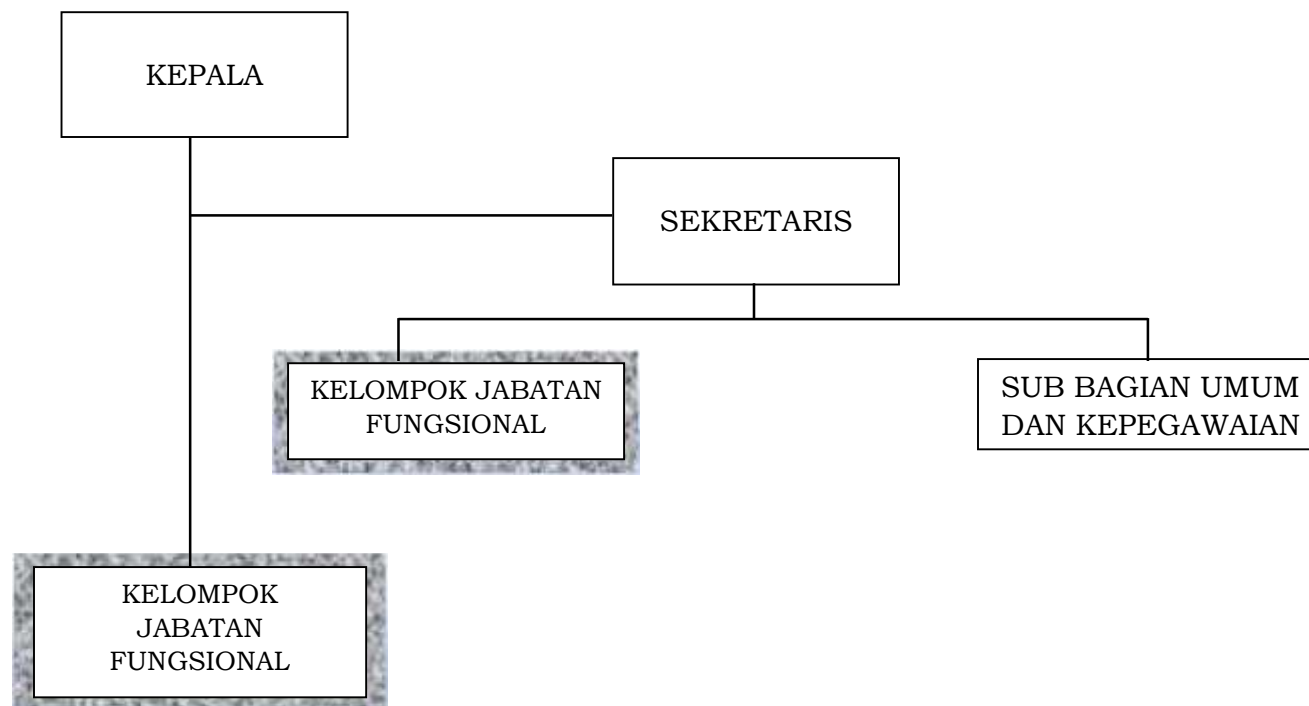 KEPALA
SEKRETARIS
KELOMPOK JABATAN
FUNGSIONAL
SUB BAGIAN UMUM
DAN KEPEGAWAIAN
KELOMPOK
JABATAN
FUNGSIONAL